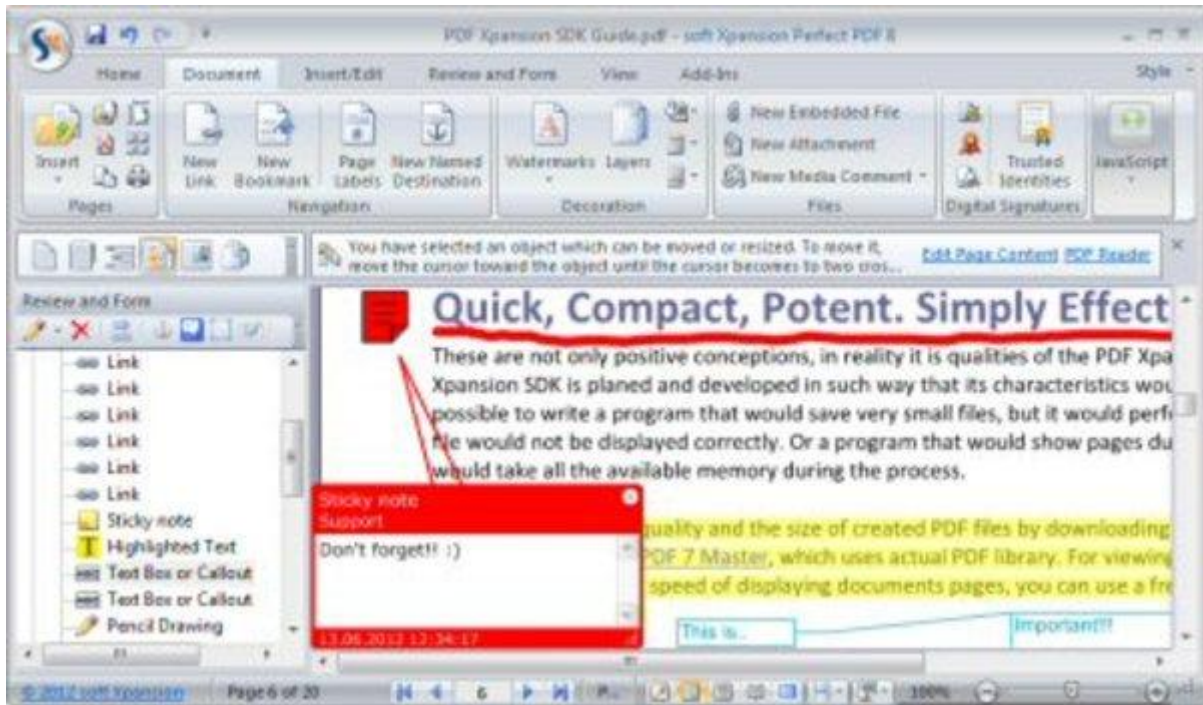 PDF Xpansion SDK Guide.pdf - soft Xpansion Perfect PDF 8
Home Document Insert/Edit Review and Form View Add-Ins Style
Insert
New Link
New Bookmark
Page Labels
New Named Destination
Watermarks
Layers
New Embedded File
New Attachment
New Media Comment
Trusted Identities
JavaScript
Pages Navigation Decoration Files Digital Signatures
You have selected an object which can be moved or resized. To move it,
move the cursor toward the object until the cursor becomes to two cros...
Edit Page Content PDF Reader
Review and Form
Link
Link
Link
Link
Link
Link
Sticky note
Highlighted Text
Text Box or Callout
Text Box or Callout
Pencil Drawing
Quick, Compact, Potent. Simply Effect
These are not only positive conceptions, in reality it is qualities of the PDF Xpa
Xpansion SDK is planed and developed in such way that its characteristics wou
possible to write a program that would save very small files, but it would perf
file would not be displayed correctly. Or a program that would show pages du
would take all the available memory during the process.
Sticky note
Support
Don't forget!! :)
13.06.2012 12:34:17
quality and the size of created PDF files by downloading
PDF 7 Master, which uses actual PDF library. For viewing
speed of displaying documents pages, you can use a fre
This is..
Important!!!
© 2012 soft Xpansion Page 6 of 20 6 P... 100%